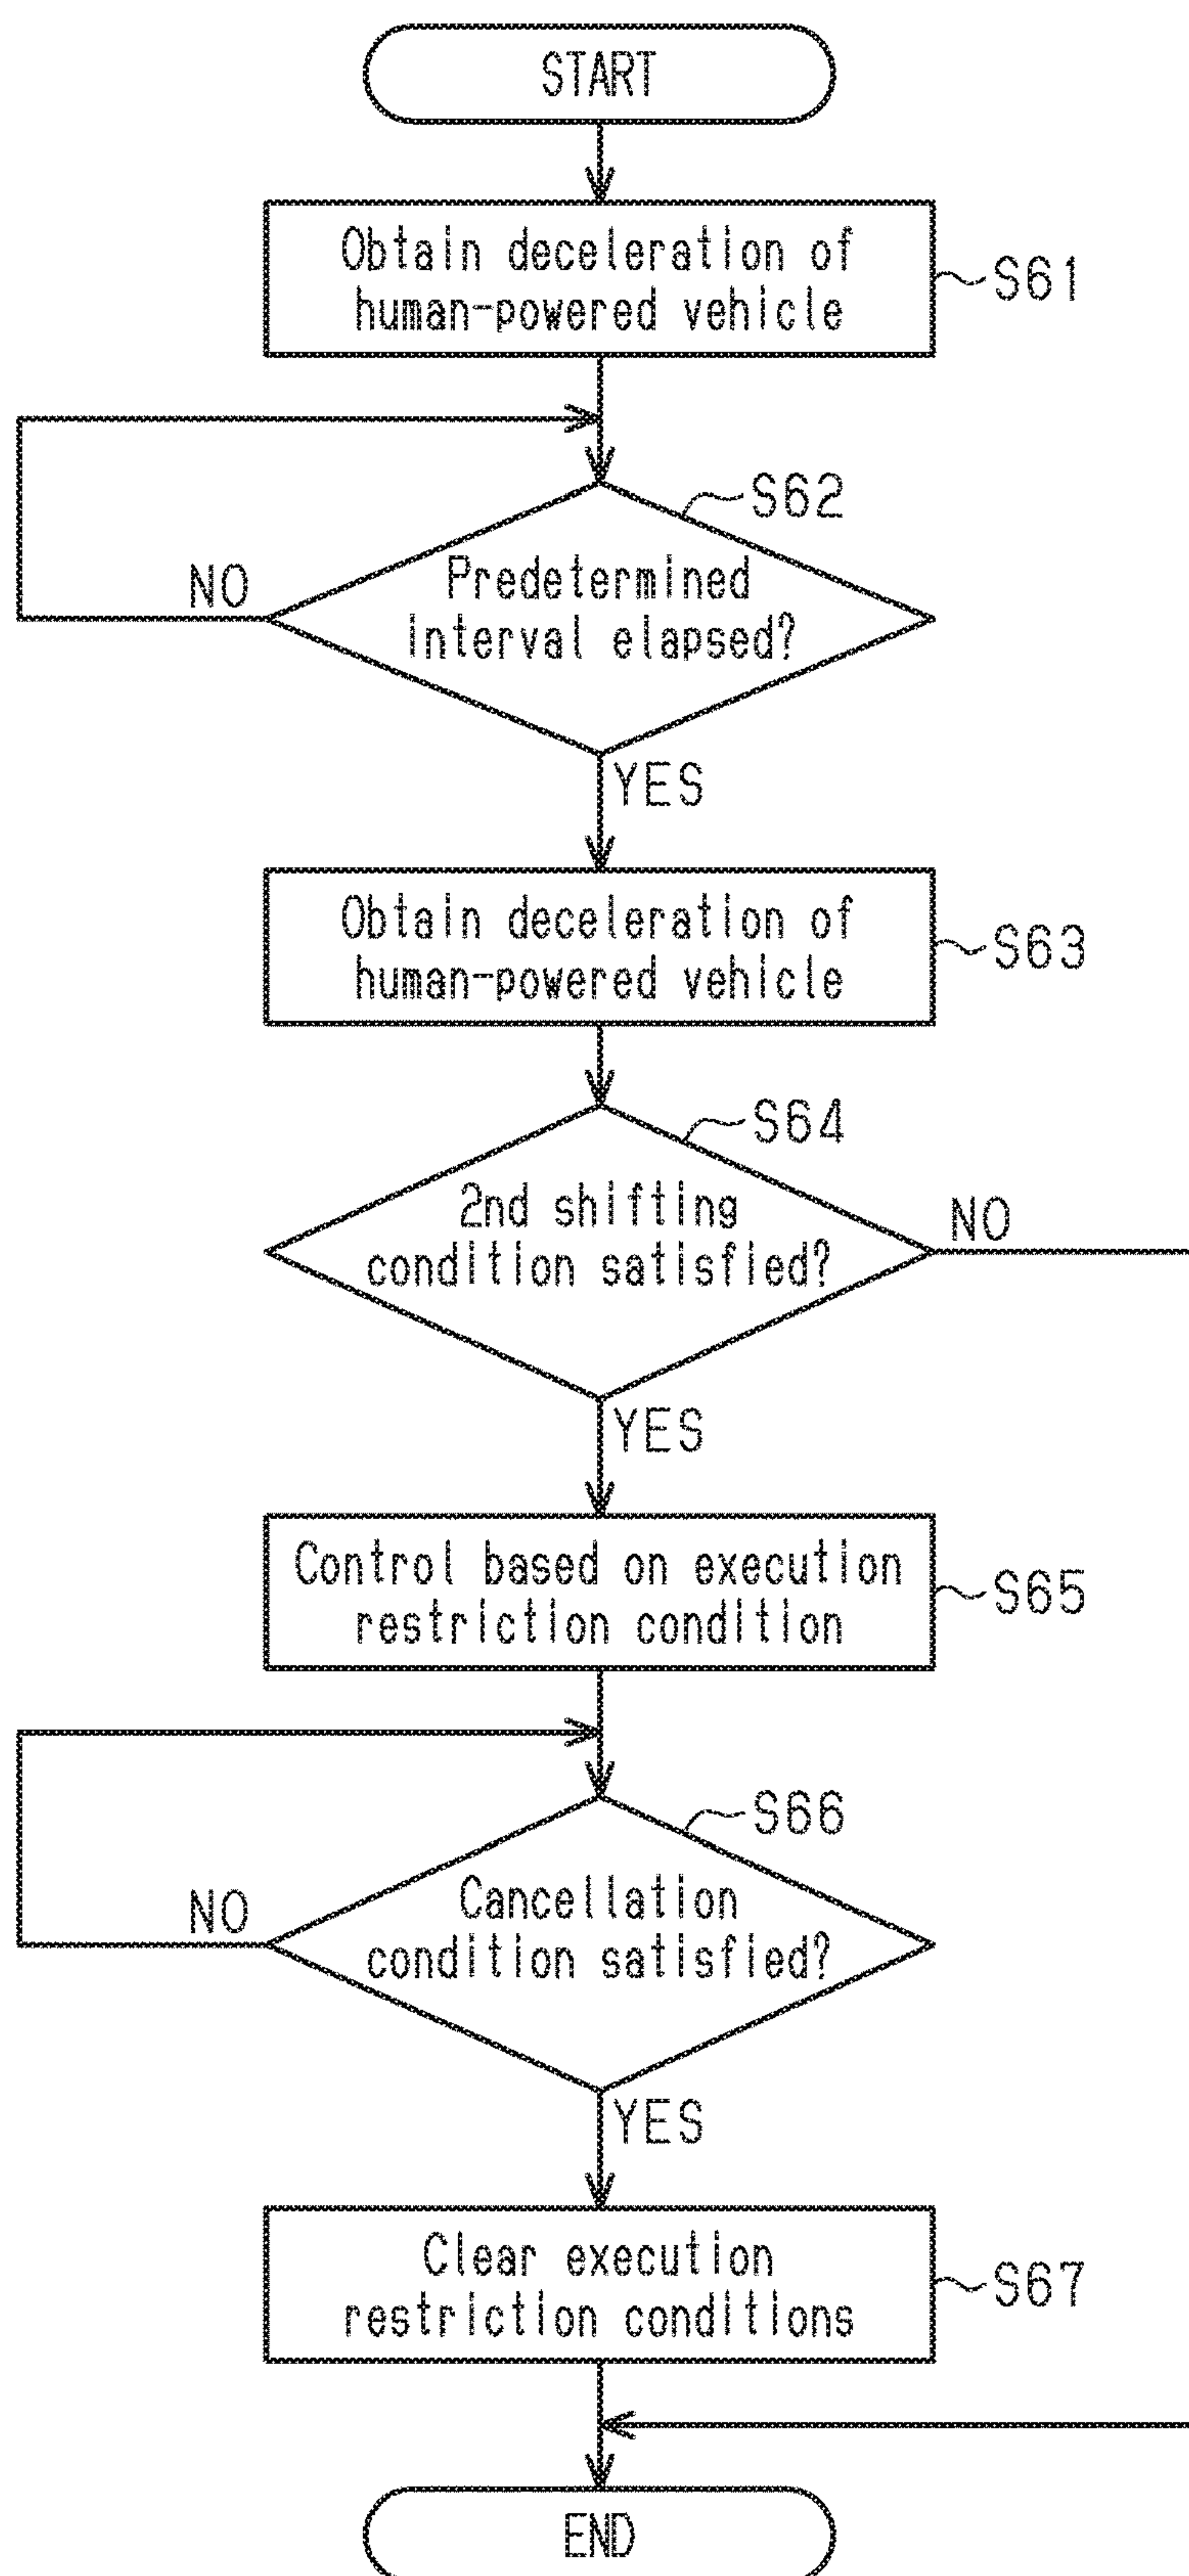 START
Obtain deceleration of
human-powered vehicle
S61
S62
NO
Predetermined
interval elapsed?
YES
Obtain deceleration of
human-powered vehicle
S63
S64
2nd shifting
condition satisfied?
NO
YES
Control based on execution
restriction condition
S65
S66
NO
Cancellation
condition satisfied?
YES
Clear execution
restriction conditions
S67
END